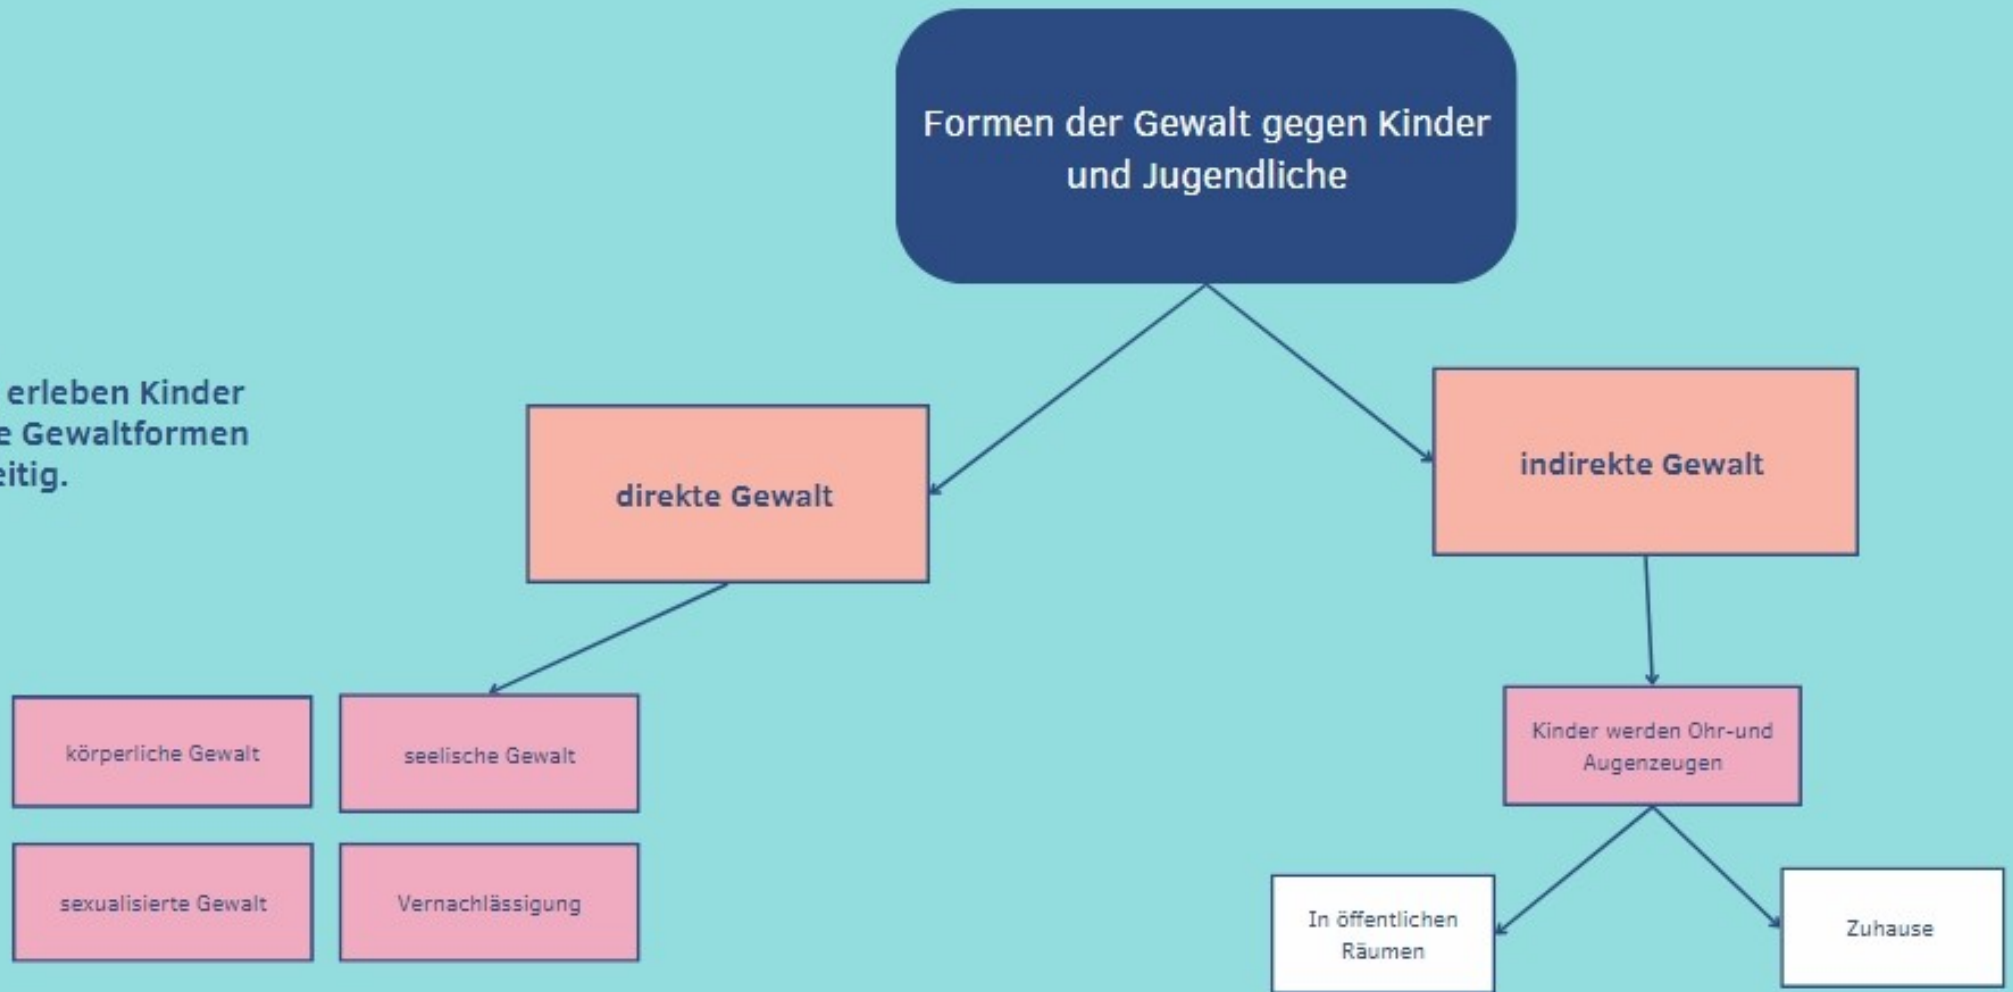 Formen der Gewalt gegen Kinder
und Jugendliche
erleben Kinder
e Gewaltformen
eitig.
direkte Gewalt
indirekte Gewalt
körperliche Gewalt
seelische Gewalt
sexualisierte Gewalt
Vernachlässigung
Kinder werden Ohr-und
Augenzeugen
In öffentlichen
Räumen
Zuhause